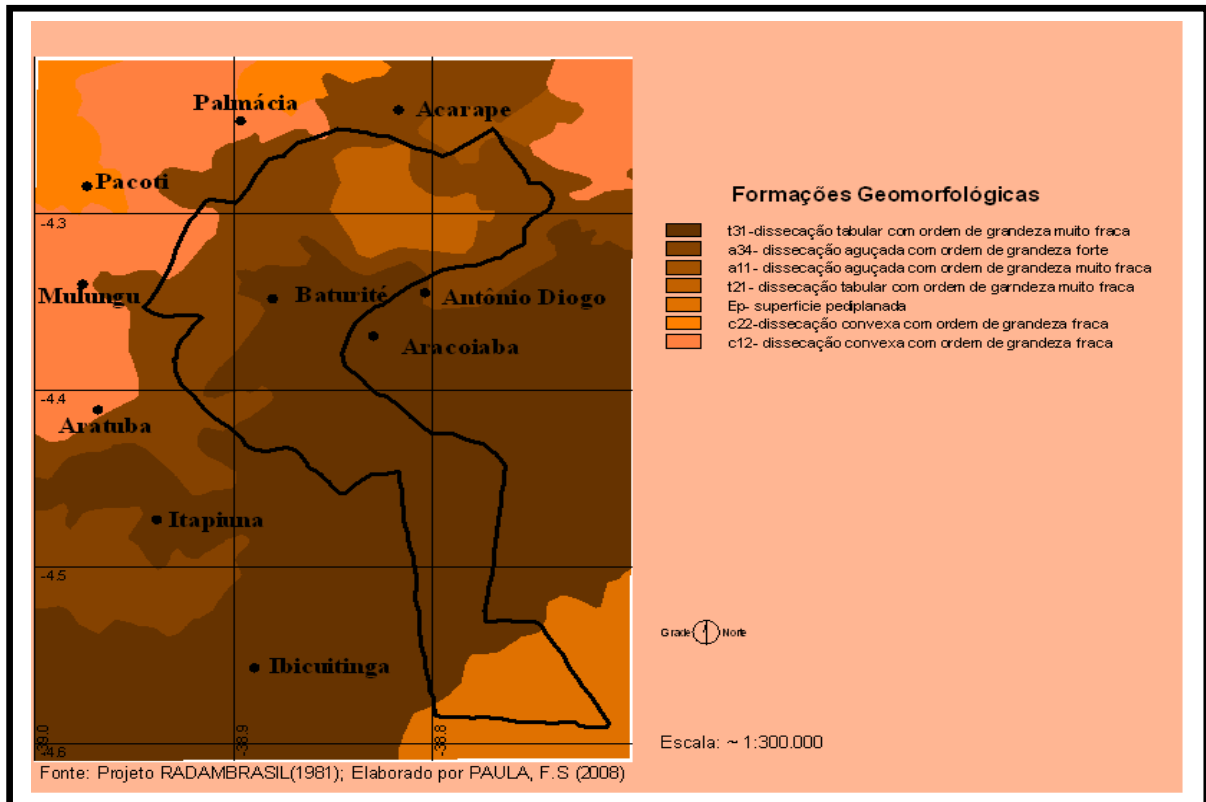 Palmácia
Acarape
Pacoti
-4.3
Mulungu
Baturité
Antônio Diogo
Aracoiaba
-4.4
Aratuba
Itapiuna
-4.5
Ibicuitinga
-39.0
-38.9
-38.8
-4.6
Fonte: Projeto RADAMBRASIL(1981); Elaborado por PAULA, F.S (2008)
Formações Geomorfológicas
t31-dissecação tabular com ordem de grandeza muito fraca
a34- dissecação aguçada com ordem de grandeza forte
a11- dissecação aguçada com ordem de grandeza muito fraca
t21- dissecação tabular com ordem de garndeza muito fraca
Ep- superficie pediplanada
c22-dissecação convexa com ordem de grandeza fraca
c12- dissecação convexa com ordem de grandeza fraca
Grade Norte
Escala: ~ 1:300.000